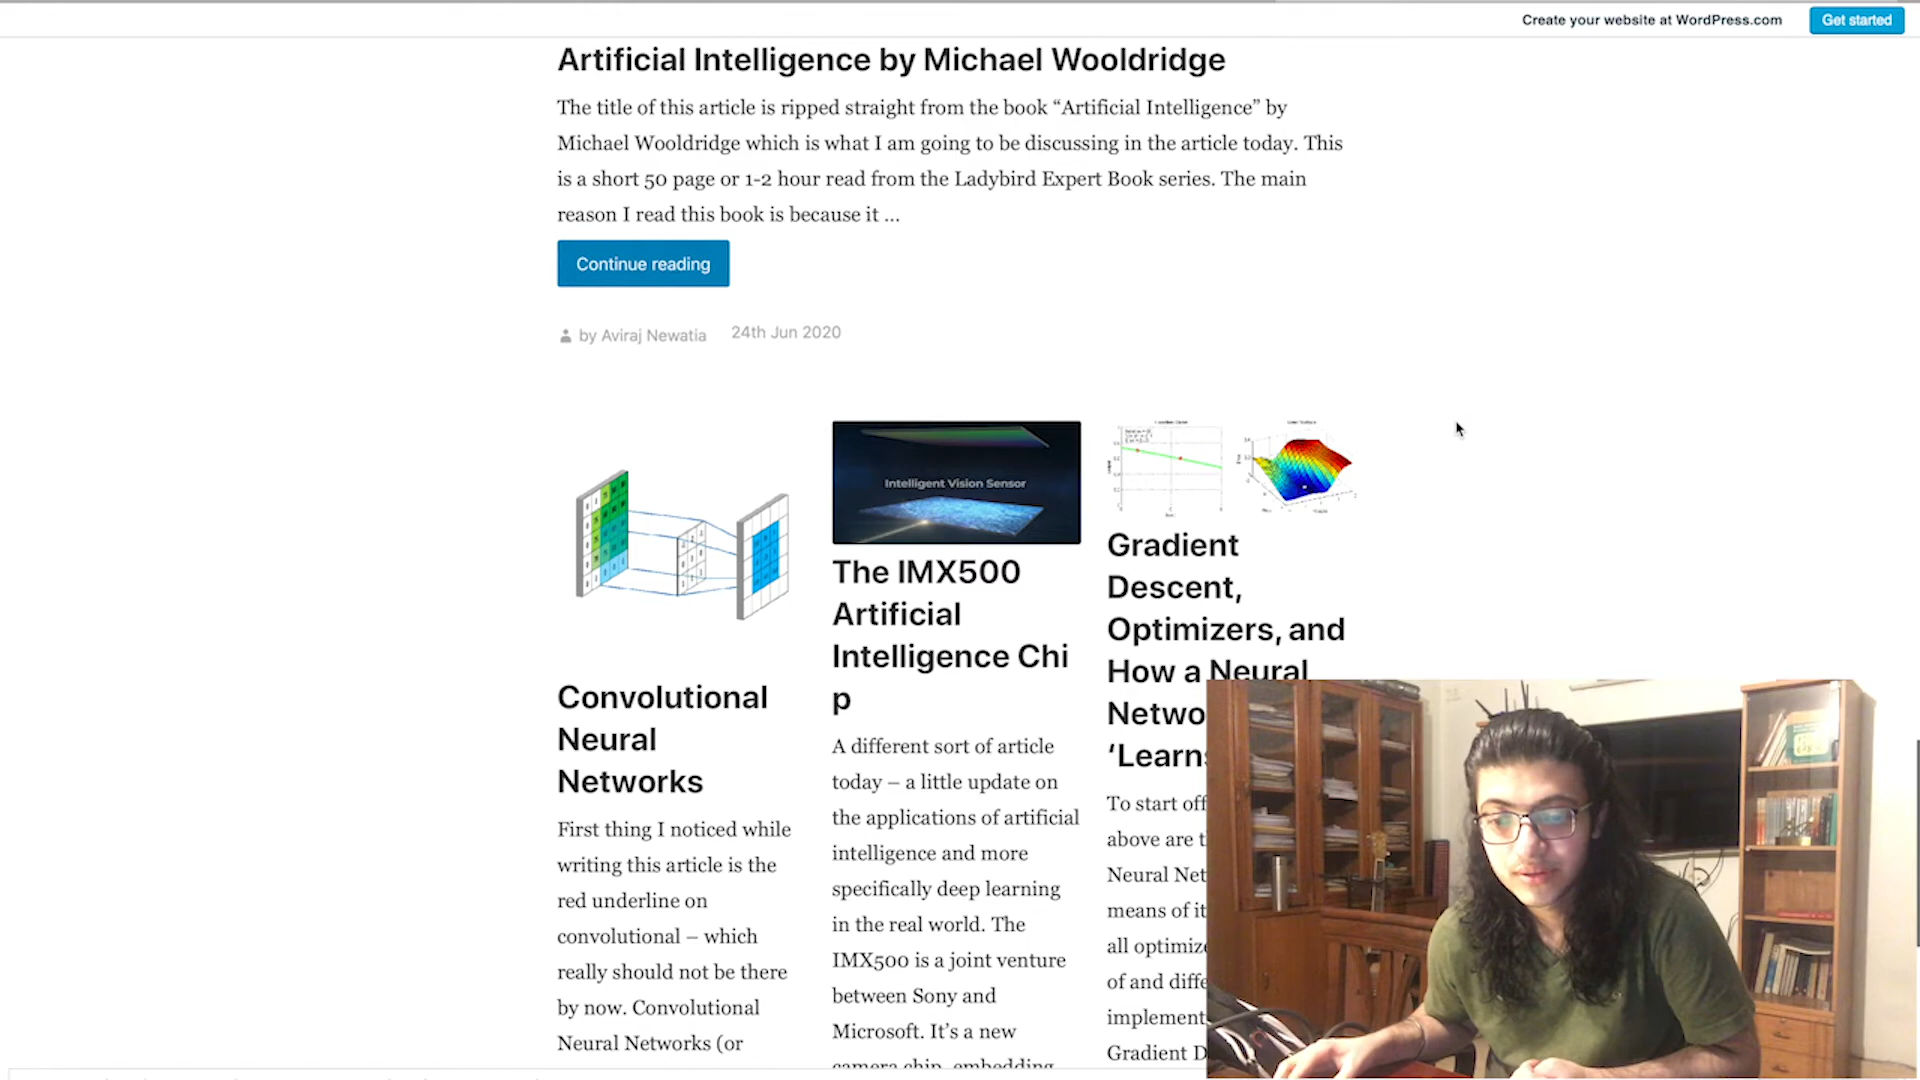 Create your website at WordPress.com
Get started
Artificial Intelligence by Michael Wooldridge
The title of this article is ripped straight from the book “Artificial Intelligence” by
Michael Wooldridge which is what I am going to be discussing in the article today. This
is a short 50 page or 1-2 hour read from the Ladybird Expert Book series. The main
reason I read this book is because it ...
Continue reading
by Aviraj Newatia
24th Jun 2020
Convolutional
Neural
Networks
First thing I noticed while
writing this article is the
red underline on
convolutional – which
really should not be there
by now. Convolutional
Neural Networks (or
Intelligent Vision Sensor
The IMX500
Artificial
Intelligence Chi
p
A different sort of article
today – a little update on
the applications of artificial
intelligence and more
specifically deep learning
in the real world. The
IMX500 is a joint venture
between Sony and
Microsoft. It’s a new
camera chip, embedding
Gradient
Descent,
Optimizers, and
How a Neural
Netwo
‘Learns
To start off
above are t
Neural Net
means of it
all optimize
of and diffe
implement
Gradient D